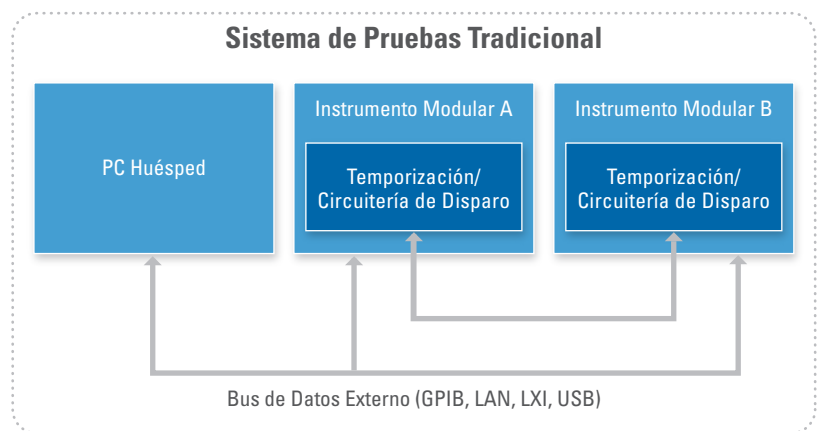 Sistema de Pruebas Tradicional
PC Huésped
Instrumento Modular A
Temporización/
Circuitería de Disparo
Instrumento Modular B
Temporización/
Circuitería de Disparo
Bus de Datos Externo (GPIB, LAN, LXI, USB)